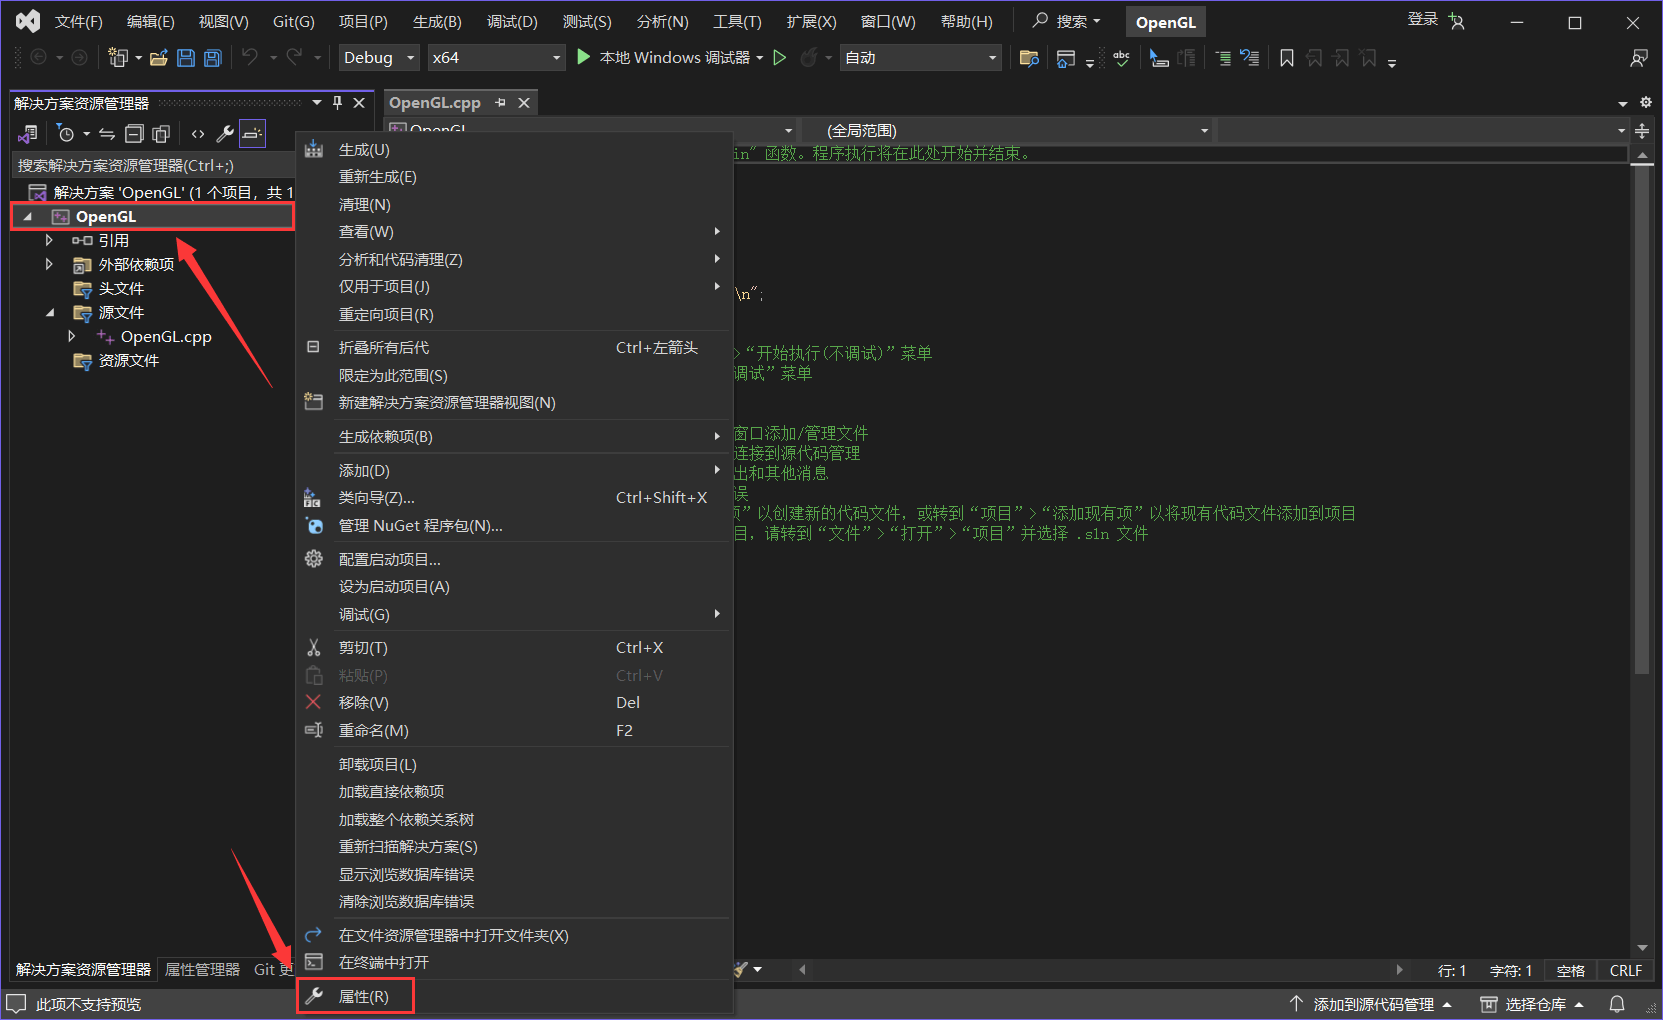 文件(F) 编辑(E) 视图(V) Git(G) 项目(P) 生成(B) 调试(D) 测试(S) 分析(N) 工具(T) 扩展(X) 窗口(W) 帮助(H) 搜索 OpenGL 登录
Debug x64 本地 Windows 调试器 自动
解决方案资源管理器
搜索解决方案资源管理器(Ctrl+;)
解决方案 'OpenGL' (1 个项目，共 1
OpenGL
引用
外部依赖项
头文件
源文件
OpenGL.cpp
资源文件
OpenGL.cpp
OpenGL (全局范围)
in" 函数。程序执行将在此处开始并结束。
\n";
>“开始执行(不调试)”菜单
调试”菜单
窗口添加/管理文件
连接到源代码管理
出和其他消息
误
项”以创建新的代码文件，或转到“项目”>“添加现有项”以将现有代码文件添加到项目
目，请转到“文件”>“打开”>“项目”并选择 .sln 文件
生成(U)
重新生成(E)
清理(N)
查看(W)
分析和代码清理(Z)
仅用于项目(J)
重定向项目(R)
折叠所有后代 Ctrl+左箭头
限定为此范围(S)
新建解决方案资源管理器视图(N)
生成依赖项(B)
添加(D)
类向导(Z)... Ctrl+Shift+X
管理 NuGet 程序包(N)...
配置启动项目...
设为启动项目(A)
调试(G)
剪切(T) Ctrl+X
粘贴(P) Ctrl+V
移除(V) Del
重命名(M) F2
卸载项目(L)
加载直接依赖项
加载整个依赖关系树
重新扫描解决方案(S)
显示浏览数据库错误
清除浏览数据库错误
在文件资源管理器中打开文件夹(X)
在终端中打开
属性(R)
解决方案资源管理器 属性管理器 Git 更
行: 1 字符: 1 空格 CRLF
此项不支持预览 添加到源代码管理 选择仓库